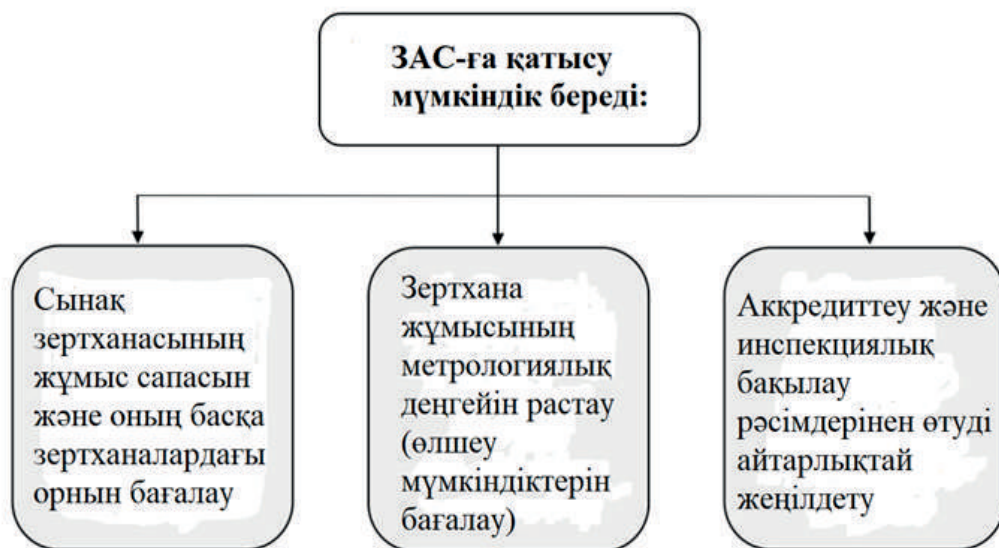 ЗАС-ға қатысу
мүмкіндік береді:
Сынақ
зертханасының
жұмыс сапасын
және оның басқа
зертханалардағы
орнын бағалау
Зертхана
жұмысының
метрологиялық
деңгейін растау
(өлшеу
мүмкіндіктерін
бағалау)
Аккредиттеу және
инспекциялық
бақылау
рәсімдерінен өтуді
айтарлықтай
жеңілдету